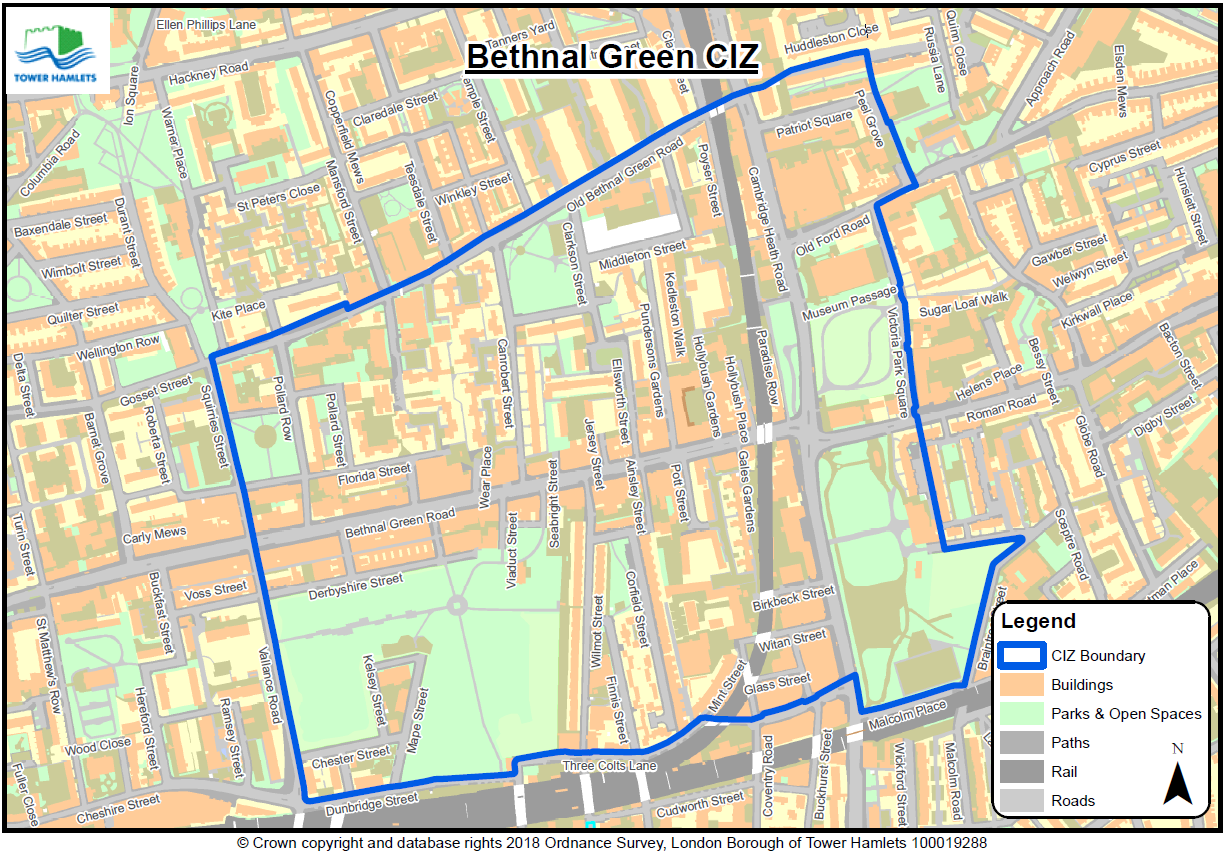 Bethnal Green CIZ
TOWER HAMLETS
Ellen Phillips Lane
Tanners Yard
Huddleston Close
Quinn Close
Russia Lane
Approach Road
Elsden Mews
Hackney Road
Ion Square
Warner Place
Columbia Road
Copperfield Mews
Claredale Street
Peel Grove
Patriot Square
Cyprus Street
Old Bethnal Green Road
Poyser Street
Cambridge Heath Road
St Peters Close
Mansford Street
Teesdale Street
Winkley Street
Hunslett Street
Baxendale Street
Durant Street
Wimbolt Street
Quilter Street
Wellington Row
Kite Place
Clarkson Street
Middleton Street
Old Ford Road
Gawber Street
Welwyn Street
Museum Passage
Sugar Loaf Walk
Kirkwall Place
Bacton Street
Delta Street
Gosset Street
Squirries Street
Pollard Row
Pollard Street
Canrobert Street
Ellsworth Street
Pundersons Gardens
Kedleston Walk
Hollybush Gardens
Hollybush Place
Paradise Row
Victoria Park Square
Bessy Street
Helens Place
Roman Road
Globe Road
Digby Street
Barnet Grove
Roberta Street
Florida Street
Wear Place
Jersey Street
Ainsley Street
Pott Street
Gales Gardens
Turin Street
Carly Mews
Bethnal Green Road
Viaduct Street
Seabright Street
Sceptre Road
Buckfast Street
Voss Street
Derbyshire Street
Wilmot Street
Corfield Street
Birkbeck Street
Witan Street
St Matthew's Row
Hereford Street
Ramsey Street
Vallance Road
Kelsey Street
Mape Street
Finnis Street
Mint Street
Glass Street
Malcolm Place
Wood Close
Chester Street
Three Colts Lane
Fuller Close
Cheshire Street
Dunbridge Street
Cudworth Street
Coventry Road
Buckhurst Street
Wickford Street
Malcolm Road
Legend
CIZ Boundary
Buildings
Parks & Open Spaces
Paths
Rail
Roads
N
© Crown copyright and database rights 2018 Ordnance Survey, London Borough of Tower Hamlets 100019288